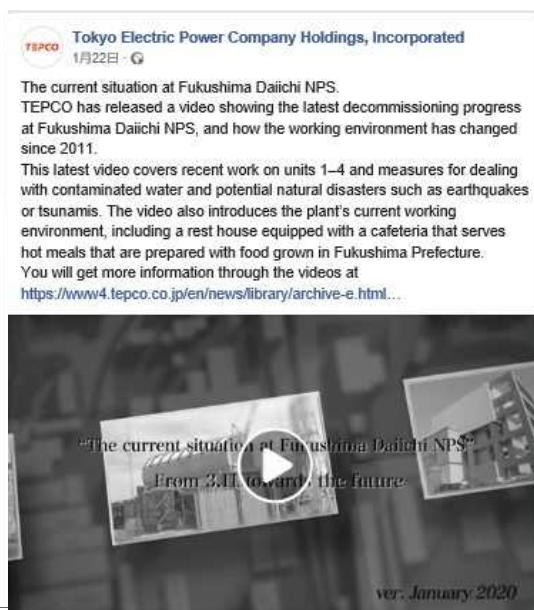 TEPCO
Tokyo Electric Power Company Holdings, Incorporated
1月22日 ·
The current situation at Fukushima Daiichi NPS.
TEPCO has released a video showing the latest decommissioning progress
at Fukushima Daiichi NPS, and how the working environment has changed
since 2011.
This latest video covers recent work on units 1–4 and measures for dealing
with contaminated water and potential natural disasters such as earthquakes
or tsunamis. The video also introduces the plant's current working
environment, including a rest house equipped with a cafeteria that serves
hot meals that are prepared with food grown in Fukushima Prefecture.
You will get more information through the videos at
https://www4.tepco.co.jp/en/news/library/archive-e.html...
"The current situation at Fukushima Daiichi NPS"
From 3.11 towards the future
ver. January 2020